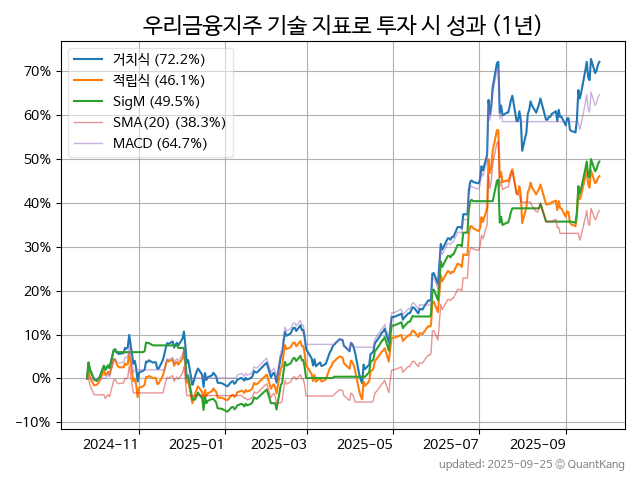 우리금융지주 기술 지표로 투자 시 성과 (1년)
거치식 (72.2%)
적립식 (46.1%)
SigM (49.5%)
SMA(20) (38.3%)
MACD (64.7%)
70%
60%
50%
40%
30%
20%
10%
0%
−10%
2024-11 2025-01 2025-03 2025-05 2025-07 2025-09
updated: 2025-09-25 © QuantKang